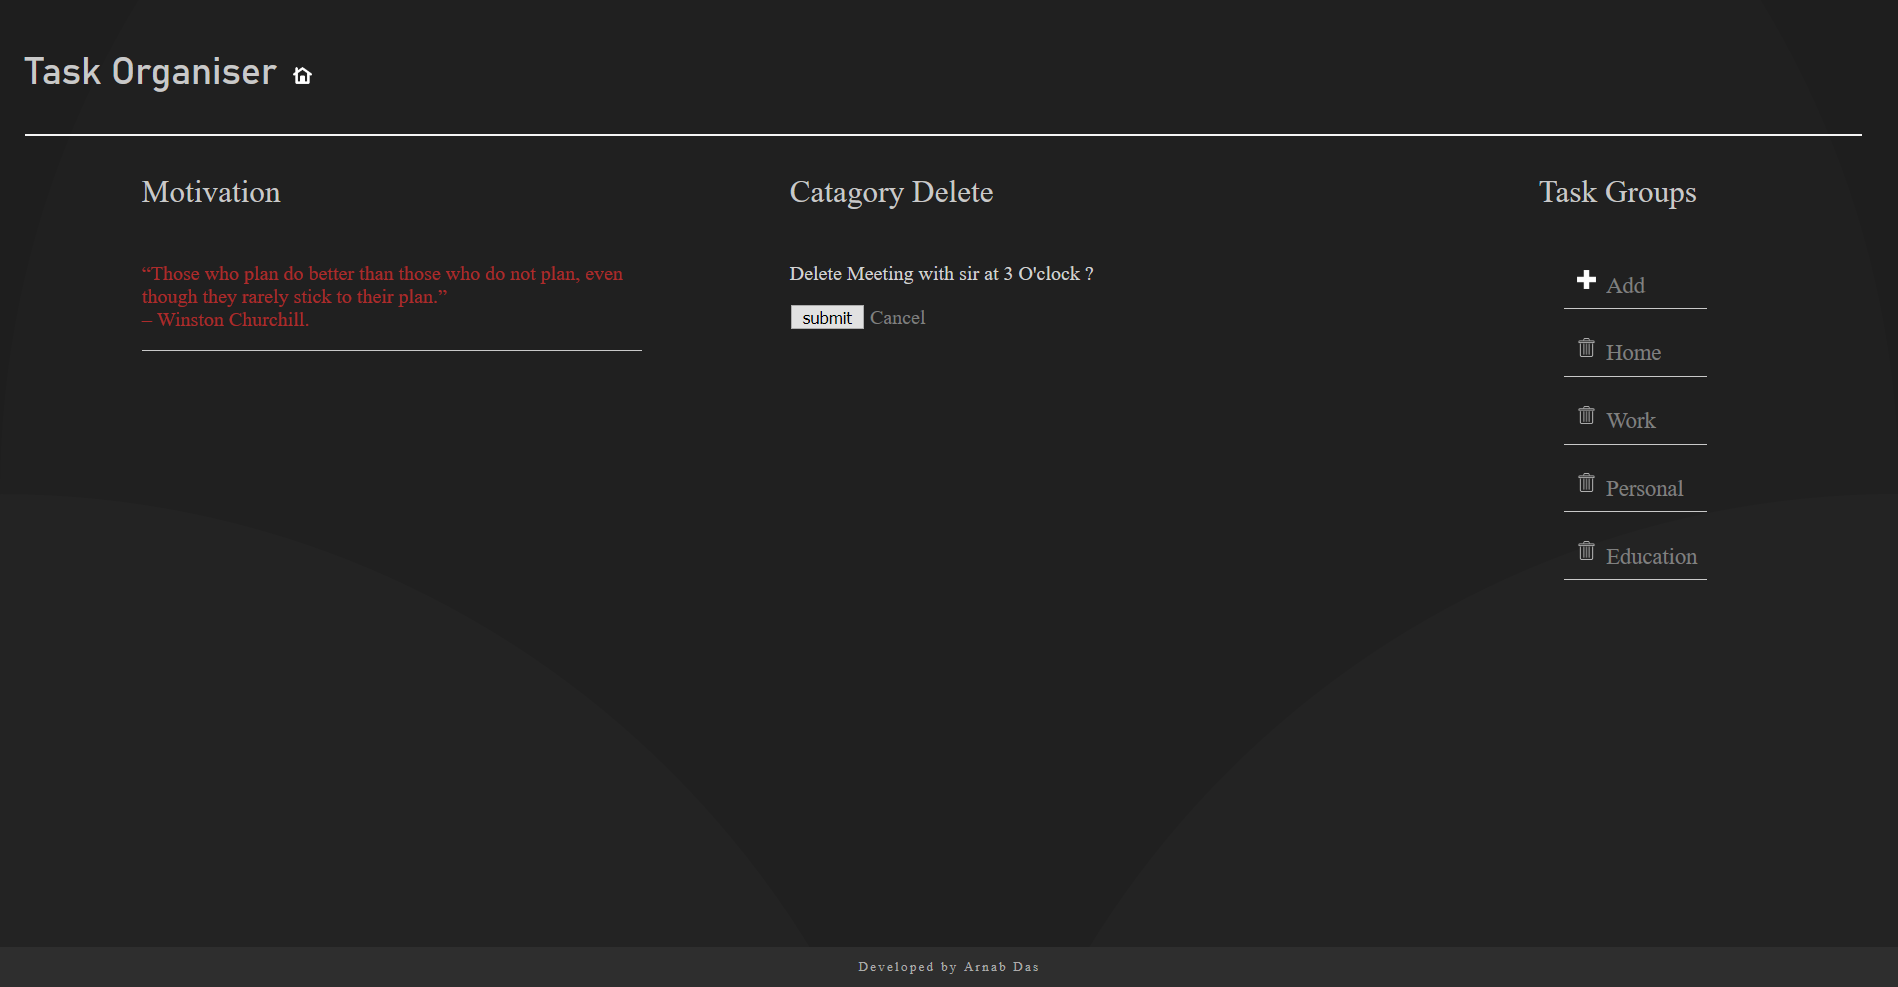 Task Organiser
Motivation
“Those who plan do better than those who do not plan, even
though they rarely stick to their plan.”
– Winston Churchill.
Catagory Delete
Delete Meeting with sir at 3 O'clock ?
submit Cancel
Task Groups
Add
Home
Work
Personal
Education
Developed by Arnab Das